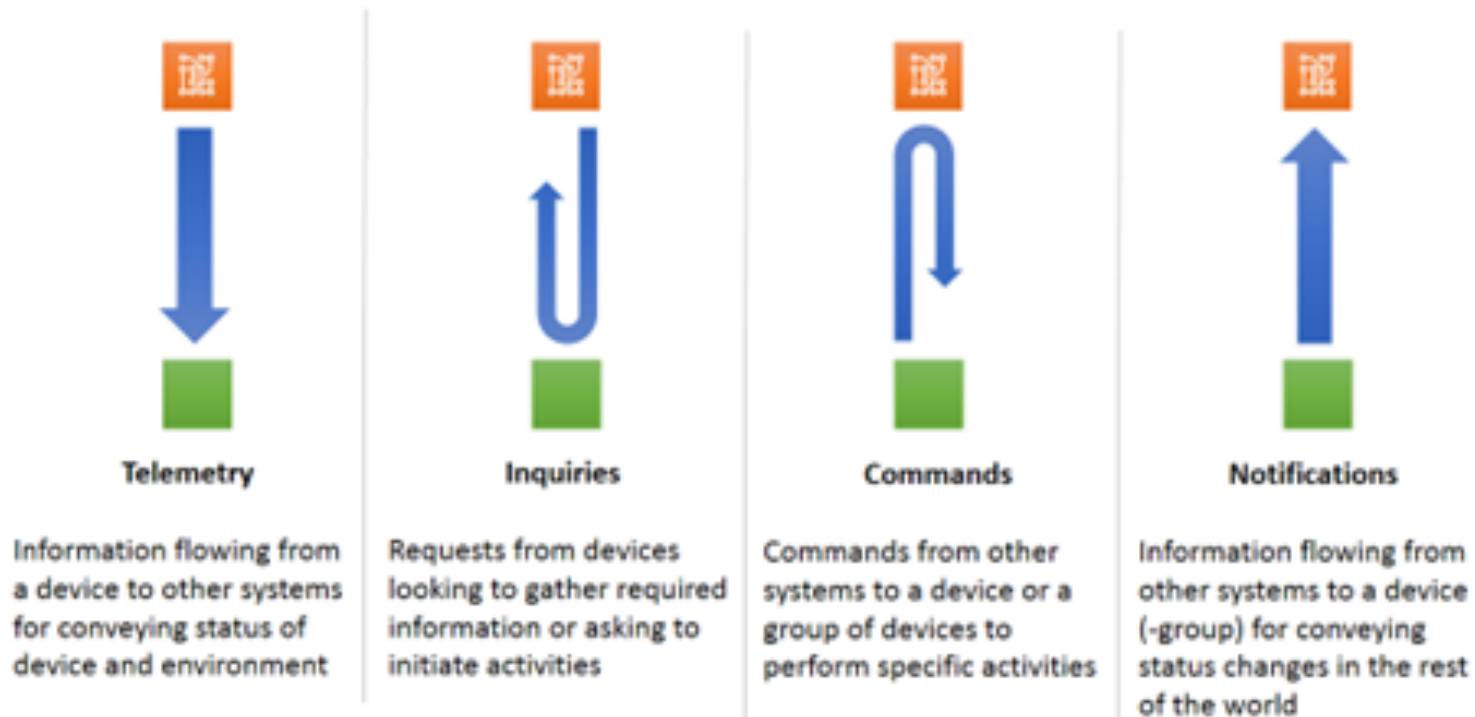 Telemetry
Information flowing from
a device to other systems
for conveying status of
device and environment
Inquiries
Requests from devices
looking to gather required
information or asking to
initiate activities
Commands
Commands from other
systems to a device or a
group of devices to
perform specific activities
Notifications
Information flowing from
other systems to a device
(-group) for conveying
status changes in the rest
of the world